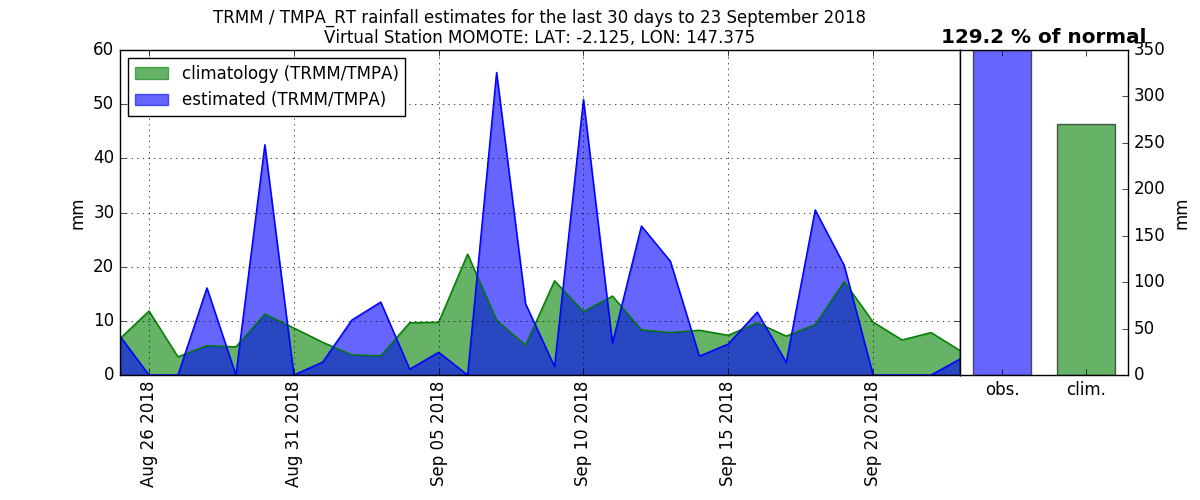 TRMM / TMPA_RT rainfall estimates for the last 30 days to 23 September 2018
Virtual Station MOMOTE: LAT: -2.125, LON: 147.375
129.2 % of normal
climatology (TRMM/TMPA)
estimated (TRMM/TMPA)
mm
60
50
40
30
20
10
0
Aug 26 2018
Aug 31 2018
Sep 05 2018
Sep 10 2018
Sep 15 2018
Sep 20 2018
obs.
clim.
350
300
250
200
150
100
50
0
mm